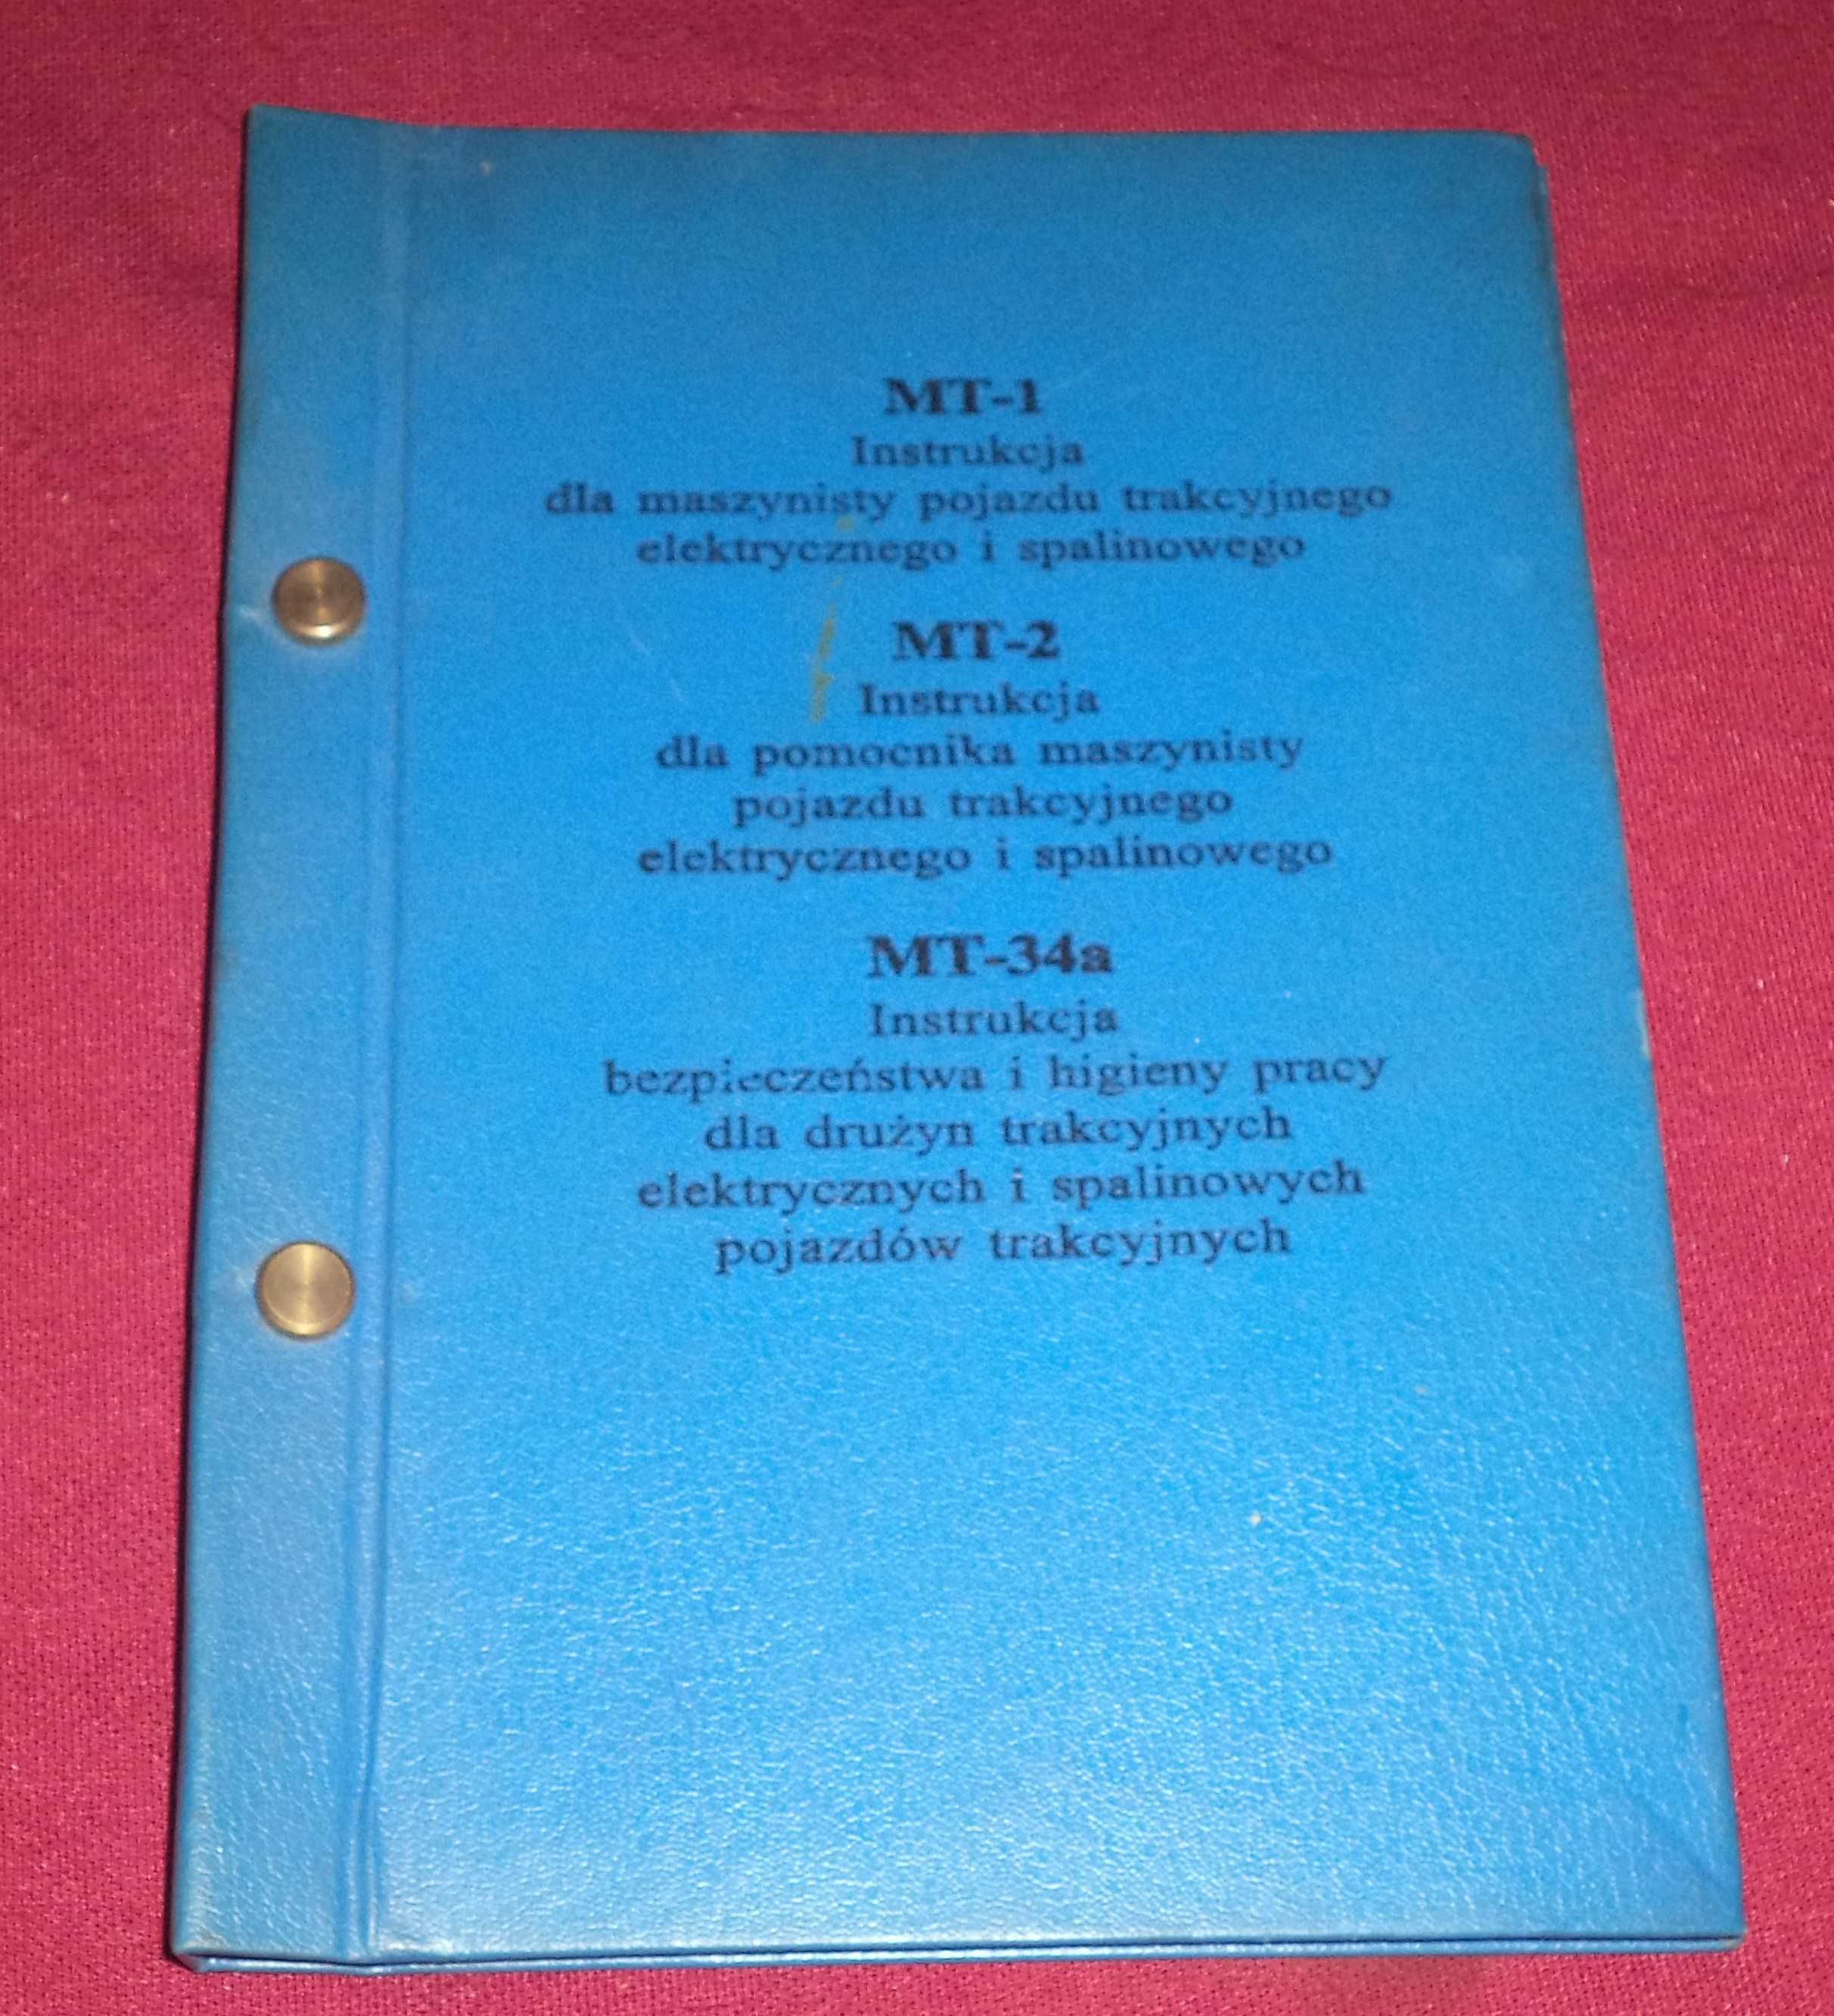 MT-1
Instrukcja
dla maszynisty pojazdu trakcyjnego
elektrycznego i spalinowego
MT-2
Instrukcja
dla pomocnika maszynisty
pojazdu trakcyjnego
elektrycznego i spalinowego
MT-34a
Instrukcja
bezpieczeństwa i higieny pracy
dla drużyn trakcyjnych
elektrycznych i spalinowych
pojazdów trakcyjnych